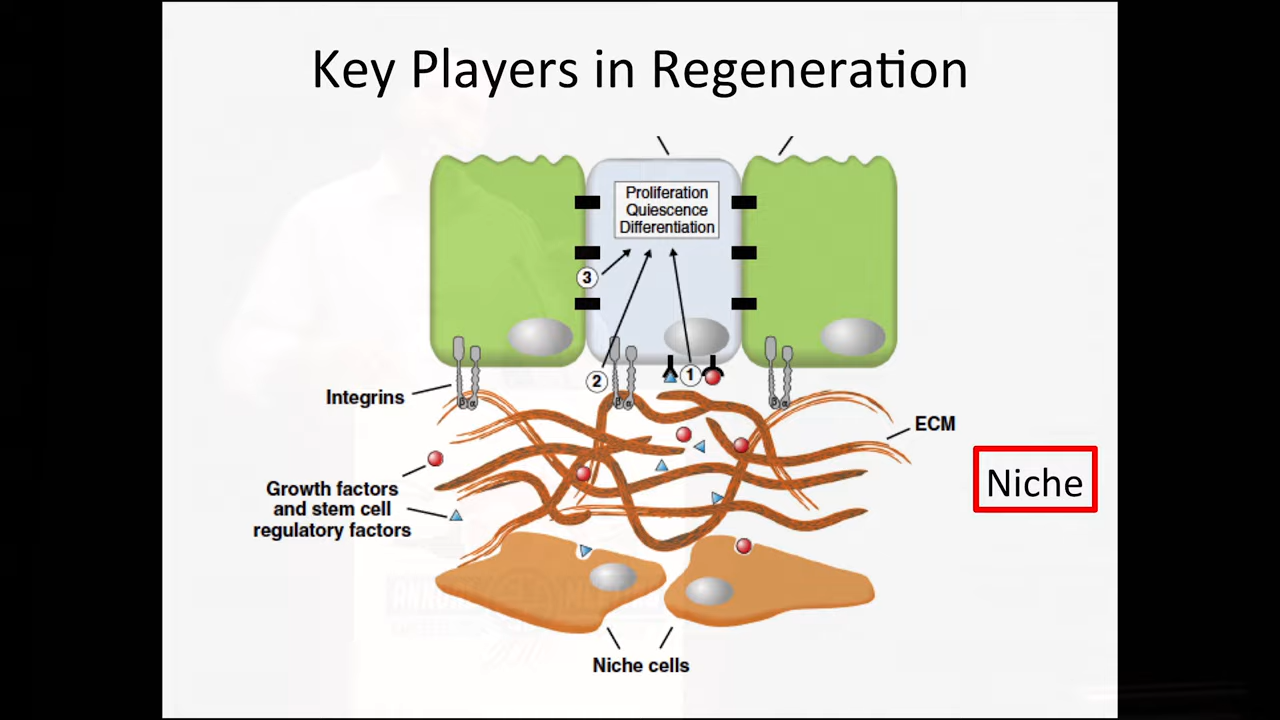 Key Players in Regeneration
Proliferation
Quiescence
Differentiation
3
2
1
Integrins
β α
β α
β α
ECM
Niche
Growth factors
and stem cell
regulatory factors
Niche cells